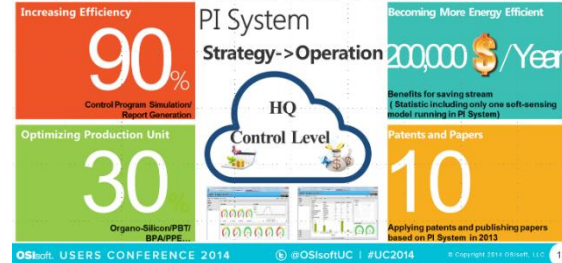 Increasing Efficiency
90%
Control Program Simulation/
Report Generation
PI System
Strategy->Operation
HQ
Control Level
Becoming More Energy Efficient
200,000 $ / Year
Benefits for saving stream
( Statistic including only one soft-sensing
model running in PI System)
Optimizing Production Unit
30%
Organo-Silicon/PBT/
BPA/PPE...
Patents and Papers
10
Applying patents and publishing papers
based on PI System in 2013
OSIsoft. USERS CONFERENCE 2014
@OSIsoftUC | #UC2014
© Copyright 2014 OSIsoft, LLC